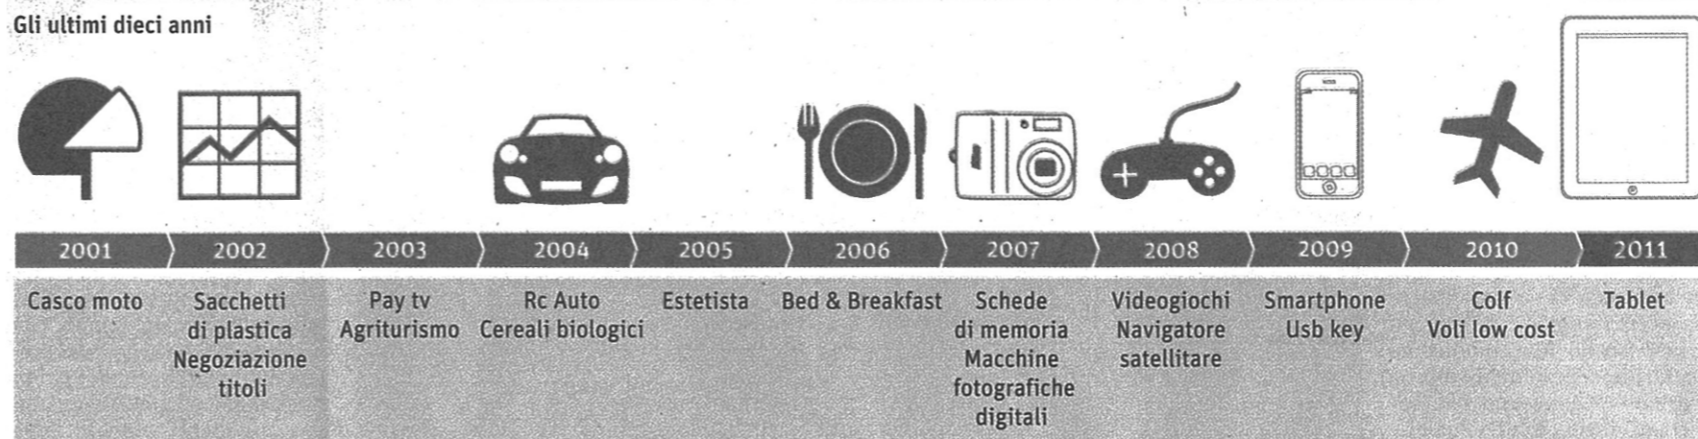 Gli ultimi dieci anni
2001
2002
2003
2004
2005
2006
2007
2008
2009
2010
2011
Casco moto
Sacchetti
di plastica
Negoziazione
titoli
Pay tv
Agriturismo
Rc Auto
Cereali biologici
Estetista
Bed & Breakfast
Schede
di memoria
Macchine
fotografiche
digitali
Videogiochi
Navigatore
satellitare
Smartphone
Usb key
Colf
Voli low cost
Tablet